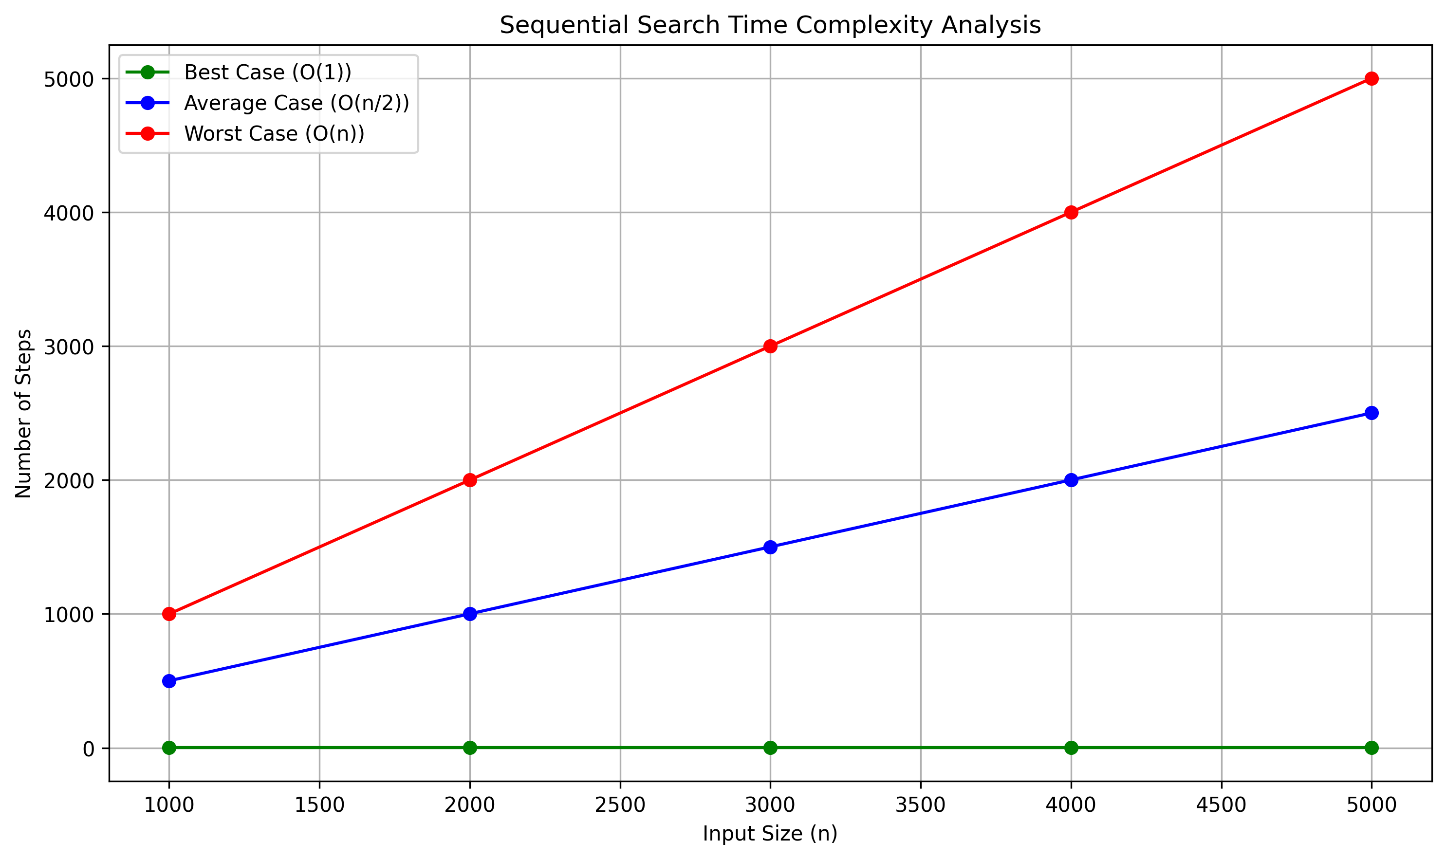 Sequential Search Time Complexity Analysis
Best Case (O(1))
Average Case (O(n/2))
Worst Case (O(n))
Number of Steps
5000
4000
3000
2000
1000
0
1000 1500 2000 2500 3000 3500 4000 4500 5000
Input Size (n)